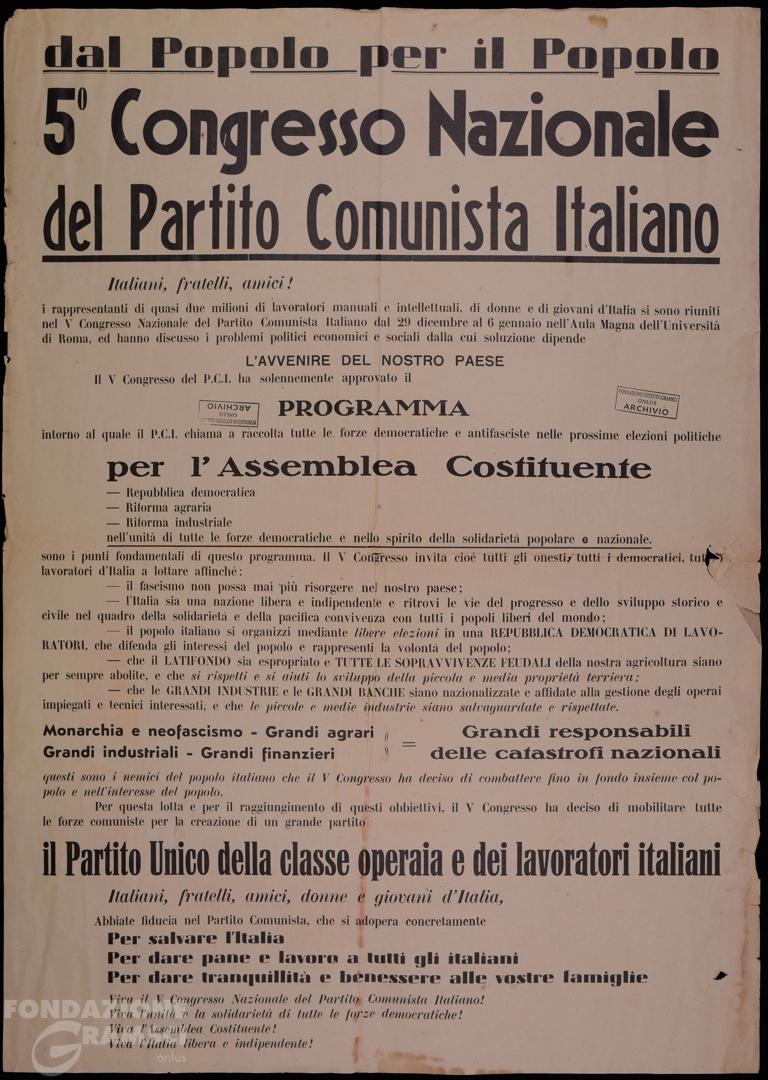 dal Popolo per il Popolo
5º Congresso Nazionale
del Partito Comunista Italiano
Italiani, fratelli, amici!
i rappresentanti di quasi due milioni di lavoratori manuali e intellettuali, di donne e di giovani d'Italia si sono riuniti
nel V Congresso Nazionale del Partito Comunista Italiano dal 29 dicembre al 6 gennaio nell'Aula Magna dell'Università
di Roma, ed hanno discusso i problemi politici economici e sociali dalla cui soluzione dipende
L'AVVENIRE DEL NOSTRO PAESE
Il V Congresso del P.C.I. ha solennemente approvato il
PROGRAMMA
FONDAZIONE ISTITUTO GRAMSCI
ONLUS
ARCHIVIO
FONDAZIONE ISTITUTO GRAMSCI
ONLUS
ARCHIVIO
intorno al quale il P.C.I. chiama a raccolta tutte le forze democratiche e antifasciste nelle prossime elezioni politiche
per l'Assemblea Costituente
— Repubblica democratica
— Riforma agraria
— Riforma industriale
nell'unità di tutte le forze democratiche e nello spirito della solidarietà popolare e nazionale.
sono i punti fondamentali di questo programma. Il V Congresso invita cioè tutti gli onesti, tutti i democratici, tutti i
lavoratori d'Italia a lottare affinché:
— il fascismo non possa mai più risorgere nel nostro paese;
— l'Italia sia una nazione libera e indipendente e ritrovi le vie del progresso e dello sviluppo storico e
civile nel quadro della solidarietà e della pacifica convivenza con tutti i popoli liberi del mondo;
— il popolo italiano si organizzi mediante libere elezioni in una REPUBBLICA DEMOCRATICA DI LAVO-
RATORI, che difenda gli interessi del popolo e rappresenti la volontà del popolo;
— che il LATIFONDO sia espropriato e TUTTE LE SOPRAVVIVENZE FEUDALI della nostra agricoltura siano
per sempre abolite, e che si rispetti e si aiuti lo sviluppo della piccola e media proprietà terriera;
— che le GRANDI INDUSTRIE e le GRANDI BANCHE siano nazionalizzate e affidate alla gestione degli operai
impiegati e tecnici interessati, e che le piccole e medie industrie siano salvaguardate e rispettate.
Monarchia e neofascismo - Grandi agrari
Grandi industriali - Grandi finanzieri
= Grandi responsabili
delle catastrofi nazionali
questi sono i nemici del popolo italiano che il V Congresso ha deciso di combattere fino in fondo insieme col po-
polo e nell'interesse del popolo.
Per questa lotta e per il raggiungimento di questi obbiettivi, il V Congresso ha deciso di mobilitare tutte
le forze comuniste per la creazione di un grande partito
il Partito Unico della classe operaia e dei lavoratori italiani
Italiani, fratelli, amici, donne e giovani d'Italia,
Abbiate fiducia nel Partito Comunista, che si adopera concretamente
Per salvare l'Italia
Per dare pane e lavoro a tutti gli italiani
Per dare tranquillità e benessere alle vostre famiglie
Viva il V Congresso Nazionale del Partito Comunista Italiano!
Viva l'unità e la solidarietà di tutte le forze democratiche!
Viva l'Assemblea Costituente!
Viva l'Italia libera e indipendente!
FONDAZIONE
GRAMSCI
onlus